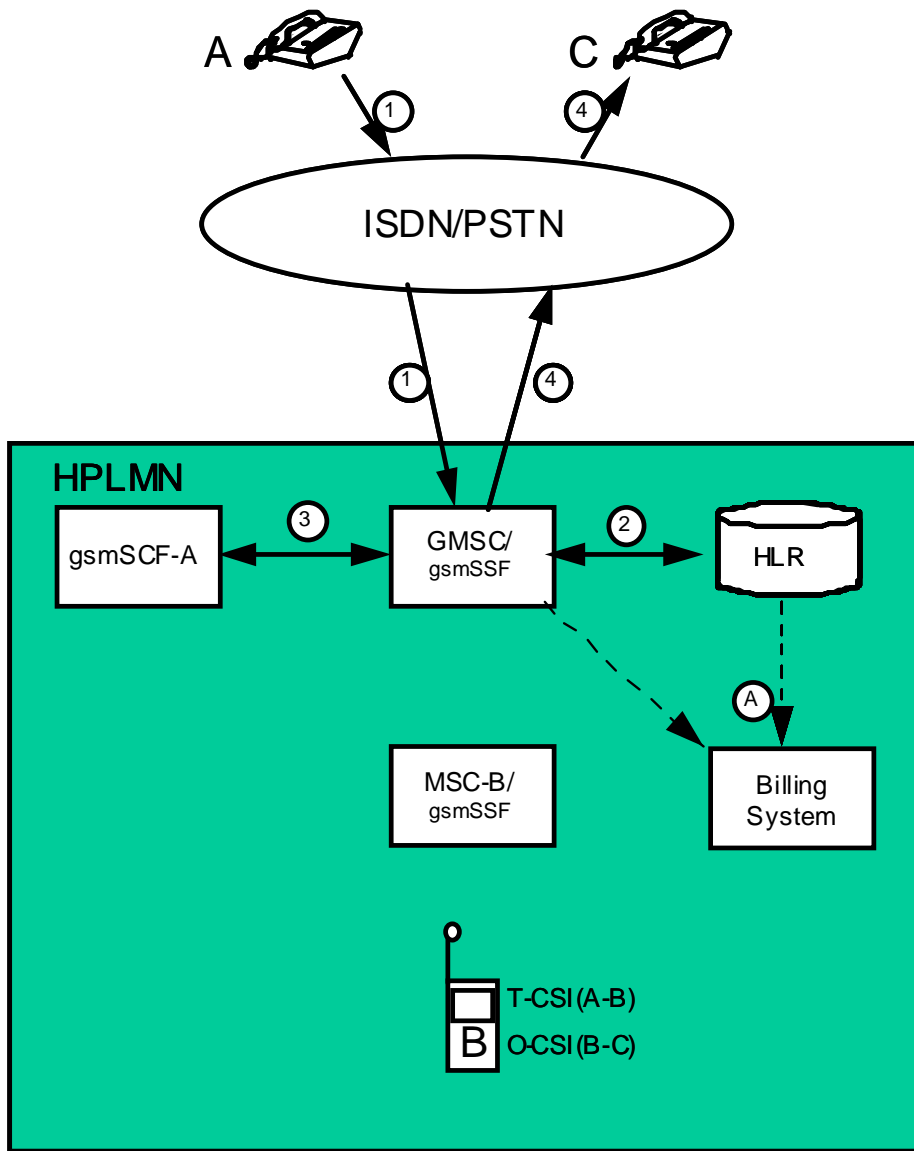 A
C
1
4
ISDN/PSTN
1
4
HPLMN
gsmSCF-A
3
GMSC/
gsmSSF
2
HLR
A
MSC-B/
gsmSSF
Billing
System
T-CSI(A-B)
B
O-CSI(B-C)